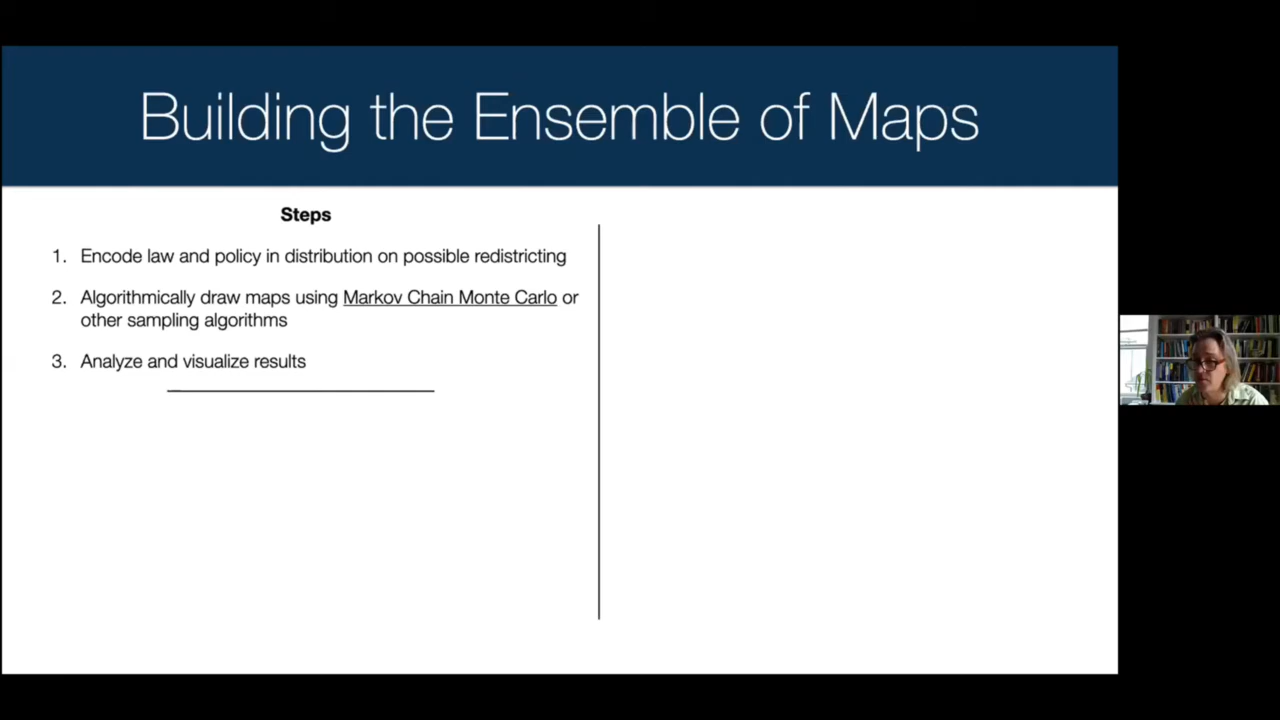 Building the Ensemble of Maps
Steps
1. Encode law and policy in distribution on possible redistricting
2. Algorithmically draw maps using Markov Chain Monte Carlo or
other sampling algorithms
3. Analyze and visualize results